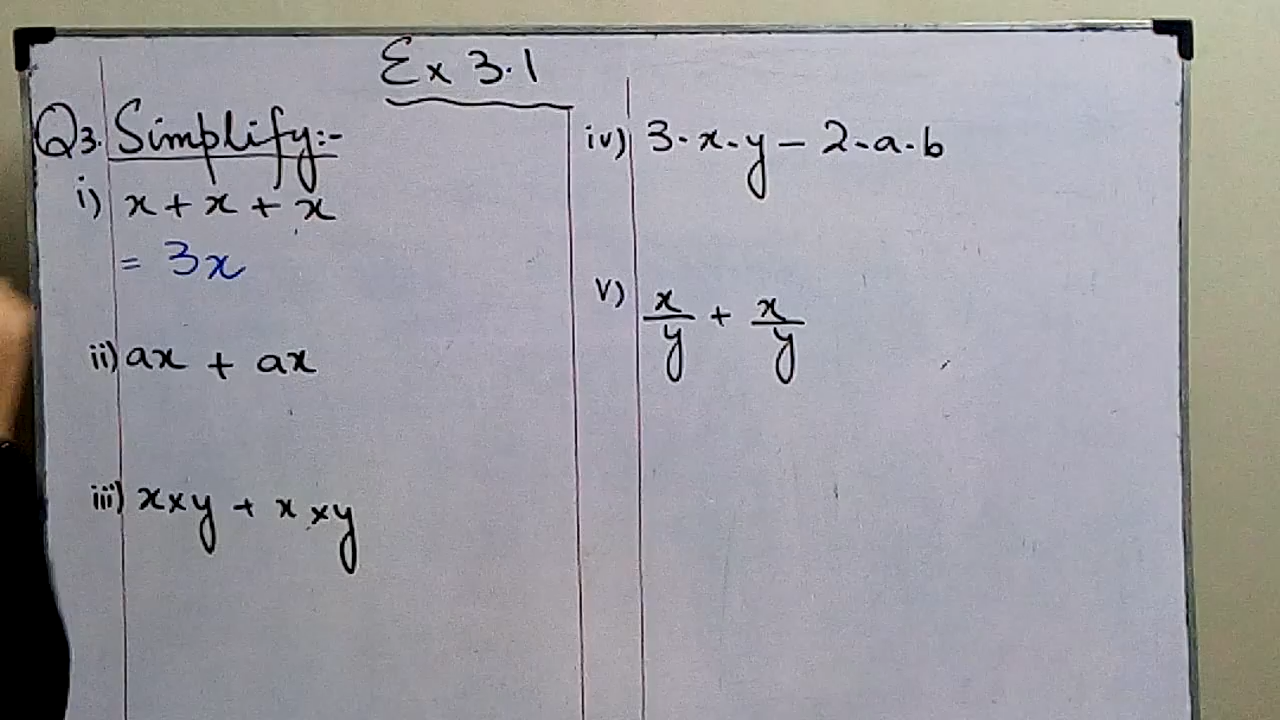 Ex 3.1
Q3. Simplify:-
i) x + x + x
= 3x
ii) ax + ax
iii) x×y + x×y
iv) 3·x·y - 2·a·b
v) x/y + x/y